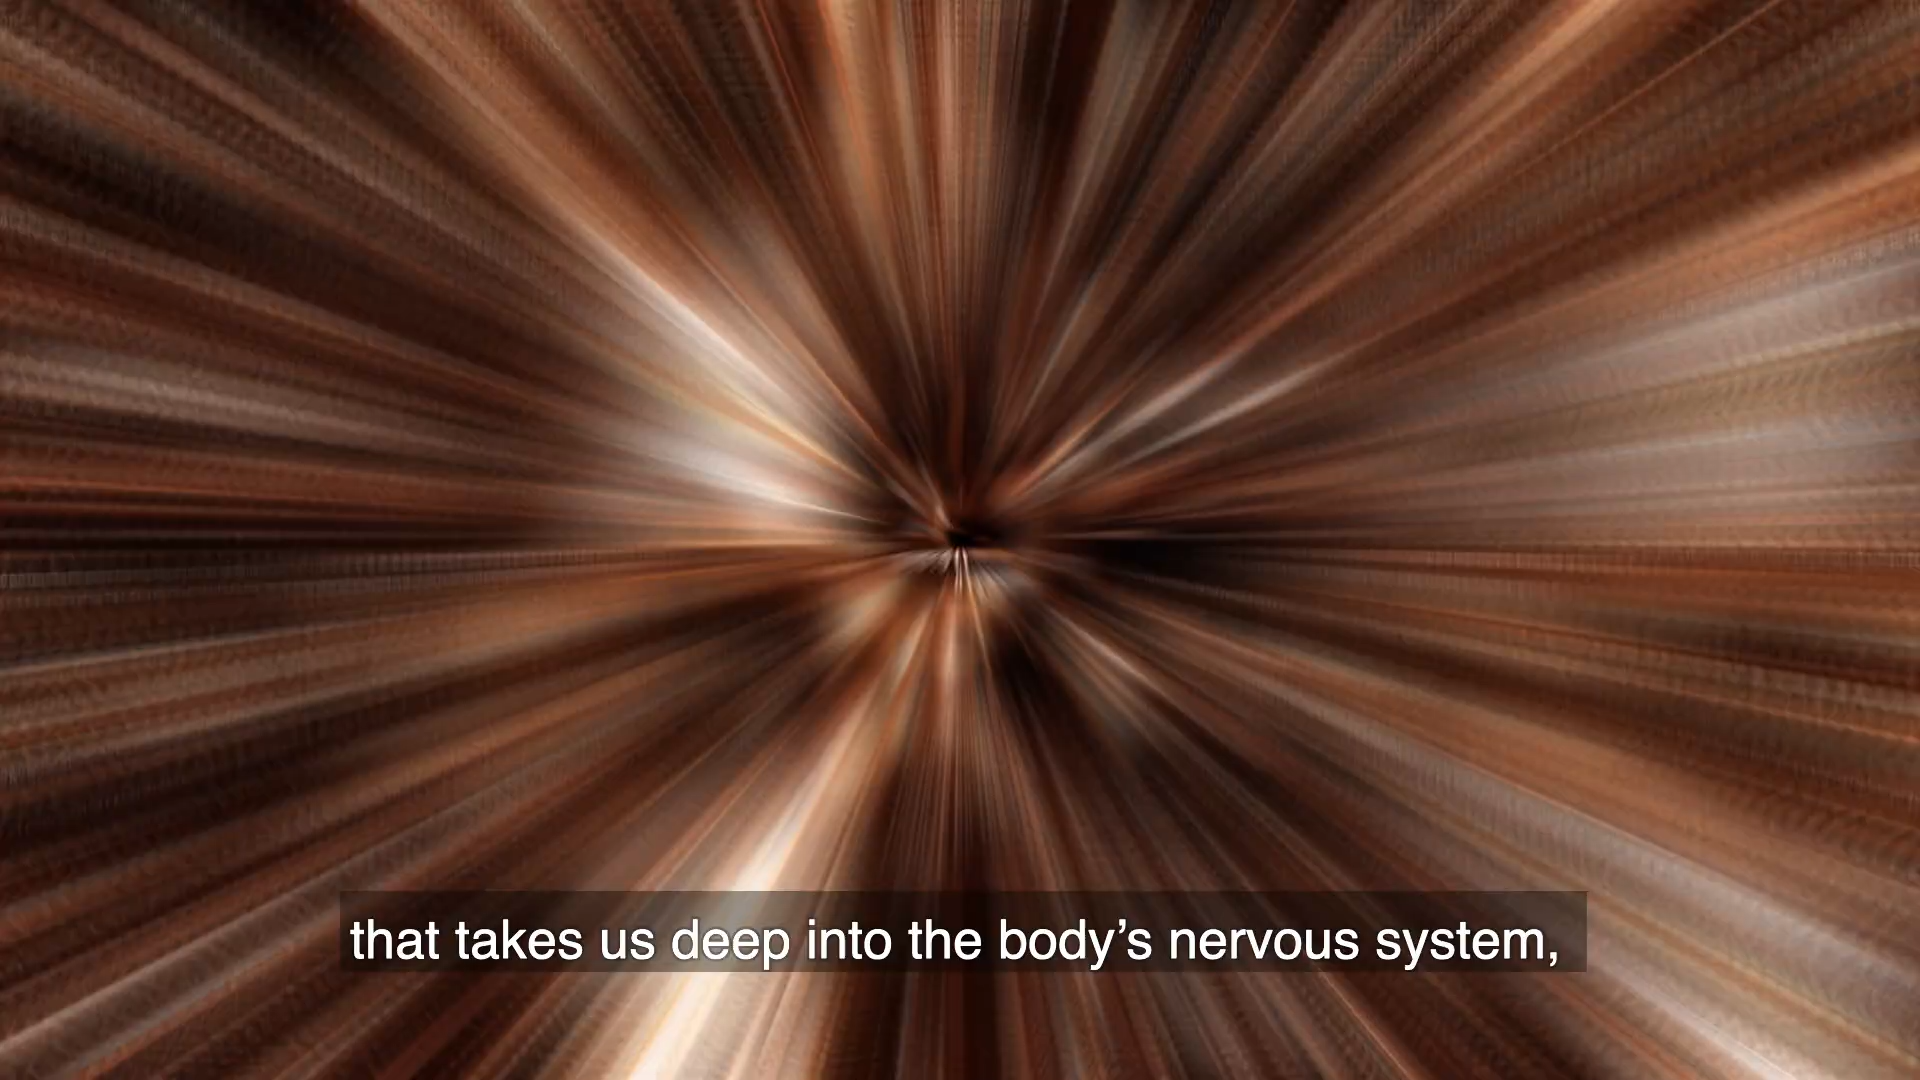 that takes us deep into the body’s nervous system,